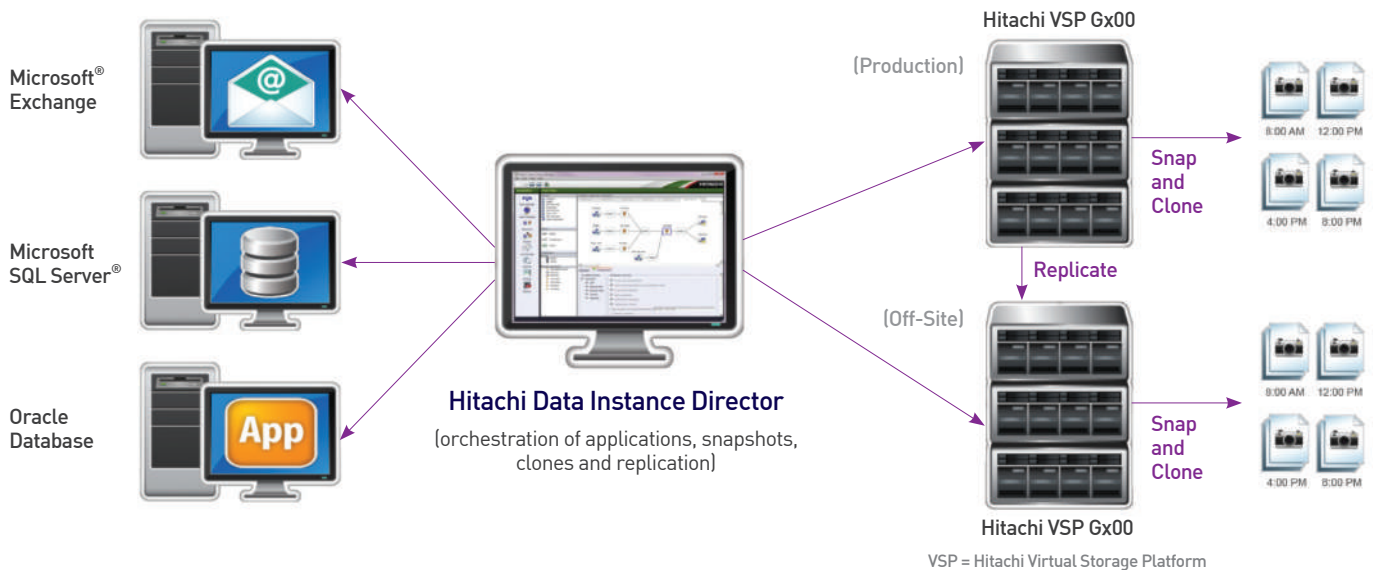 Hitachi VSP Gx00
(Production)
Microsoft®
Exchange
@
8:00 AM 12:00 PM
Snap
and
Clone
4:00 PM 8:00 PM
Microsoft
SQL Server®
Replicate
(Off-Site)
Hitachi Data Instance Director
(orchestration of applications, snapshots,
clones and replication)
Oracle
Database
App
8:00 AM 12:00 PM
Snap
and
Clone
4:00 PM 8:00 PM
Hitachi VSP Gx00
VSP = Hitachi Virtual Storage Platform